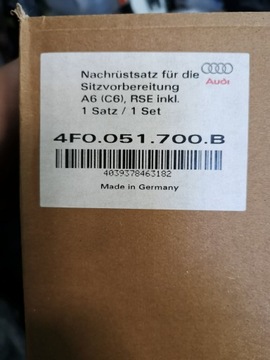 Nachrüstsatz für die
Sitzvorbereitung
A6 (C6), RSE inkl.
1 Satz / 1 Set
Audi
4F0.051.700.B
4039378463182
Made in Germany